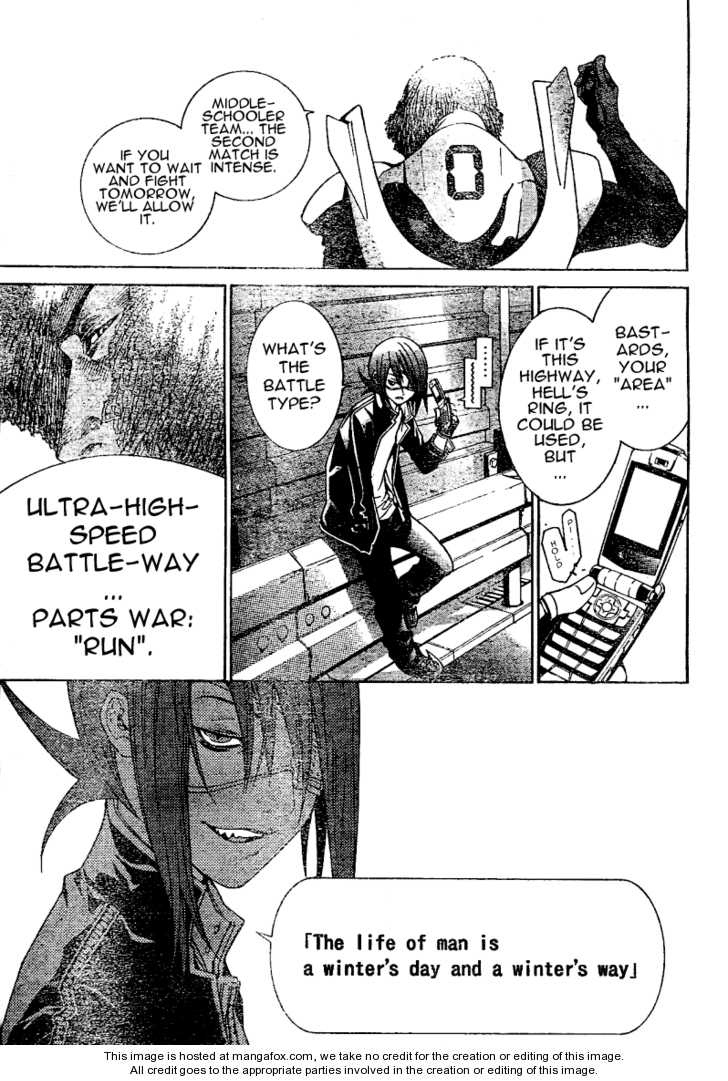 MIDDLE-
SCHOOLER
TEAM... THE
SECOND
MATCH IS
INTENSE.
IF YOU
WANT TO WAIT
AND FIGHT
TOMORROW,
WE'LL ALLOW
IT.
0
BAST-
ARDS,
YOUR
"AREA"
...
IF IT'S
THIS
HIGHWAY,
HELL'S
RING, IT
COULD BE
USED,
BUT
...
PI...
HOLO
........
WHAT'S
THE
BATTLE
TYPE?
ULTRA-HIGH-
SPEED
BATTLE-WAY
...
PARTS WAR:
"RUN".
「The life of man is
a winter's day and a winter's way」
This image is hosted at mangafox.com, we take no credit for the creation or editing of this image.
All credit goes to the appropriate parties involved in the creation or editing of this image.